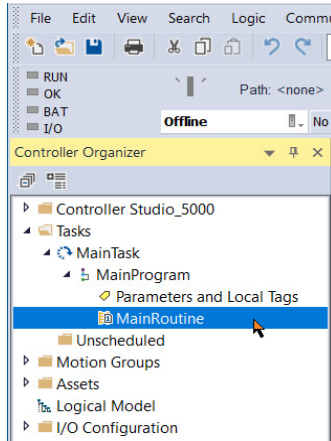 File Edit View Search Logic
RUN
OK
BAT
I/O
Path: <none>
Offline
No
Controller Organizer
Controller Studio_5000
Tasks
MainTask
MainProgram
Parameters and Local Tags
MainRoutine
Unscheduled
Motion Groups
Assets
Logical Model
I/O Configuration